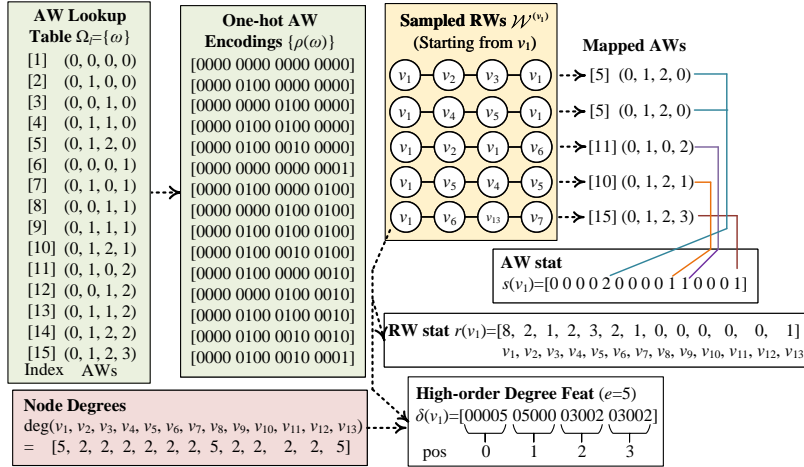 AW Lookup
Table Ωl={ω}
[1] (0, 0, 0, 0)
[2] (0, 1, 0, 0)
[3] (0, 0, 1, 0)
[4] (0, 1, 1, 0)
[5] (0, 1, 2, 0)
[6] (0, 0, 0, 1)
[7] (0, 1, 0, 1)
[8] (0, 0, 1, 1)
[9] (0, 1, 1, 1)
[10] (0, 1, 2, 1)
[11] (0, 1, 0, 2)
[12] (0, 0, 1, 2)
[13] (0, 1, 1, 2)
[14] (0, 1, 2, 2)
[15] (0, 1, 2, 3)
Index AWs
One-hot AW
Encodings {ρ(ω)}
[0000 0000 0000 0000]
[0000 0100 0000 0000]
[0000 0000 0100 0000]
[0000 0100 0100 0000]
[0000 0100 0010 0000]
[0000 0000 0000 0001]
[0000 0100 0000 0100]
[0000 0000 0100 0100]
[0000 0100 0100 0100]
[0000 0100 0010 0100]
[0000 0100 0000 0010]
[0000 0000 0100 0010]
[0000 0100 0100 0010]
[0000 0100 0010 0010]
[0000 0100 0010 0001]
Sampled RWs 𝒲(v1)
(Starting from v1)
v1 v2 v3 v1
v1 v4 v5 v1
v1 v2 v1 v6
v1 v5 v4 v5
v1 v6 v13 v7
Mapped AWs
[5] (0, 1, 2, 0)
[5] (0, 1, 2, 0)
[11] (0, 1, 0, 2)
[10] (0, 1, 2, 1)
[15] (0, 1, 2, 3)
AW stat
s(v1)=[0 0 0 0 2 0 0 0 0 1 1 0 0 0 1]
RW stat r(v1)=[8, 2, 1, 2, 3, 2, 1, 0, 0, 0, 0, 0, 1]
v1, v2, v3, v4, v5, v6, v7, v8, v9, v10, v11, v12, v13
Node Degrees
deg(v1, v2, v3, v4, v5, v6, v7, v8, v9, v10, v11, v12, v13)
= [5, 2, 2, 2, 2, 2, 2, 5, 2, 2, 2, 2, 5]
High-order Degree Feat (e=5)
δ(v1)=[00005 05000 03002 03002]
pos 0 1 2 3